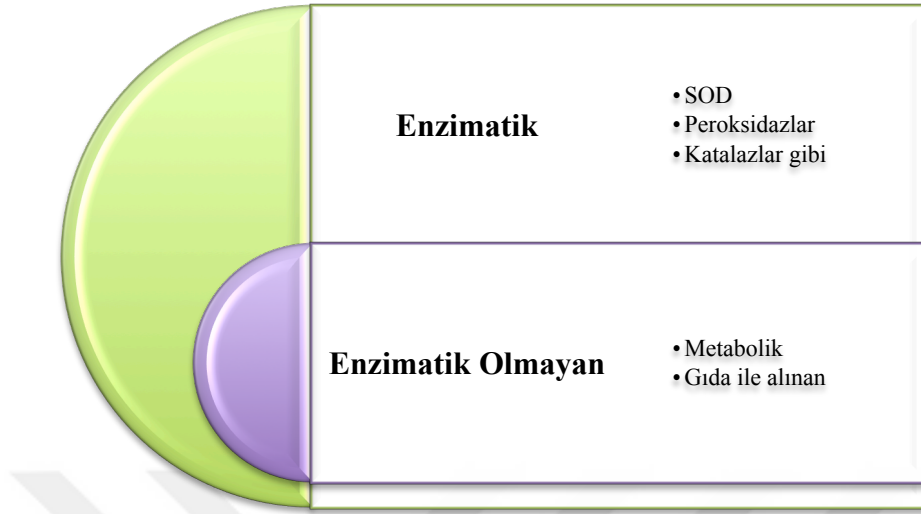 Enzimatik
• SOD
• Peroksidazlar
• Katalazlar gibi
Enzimatik Olmayan
• Metabolik
• Gıda ile alınan